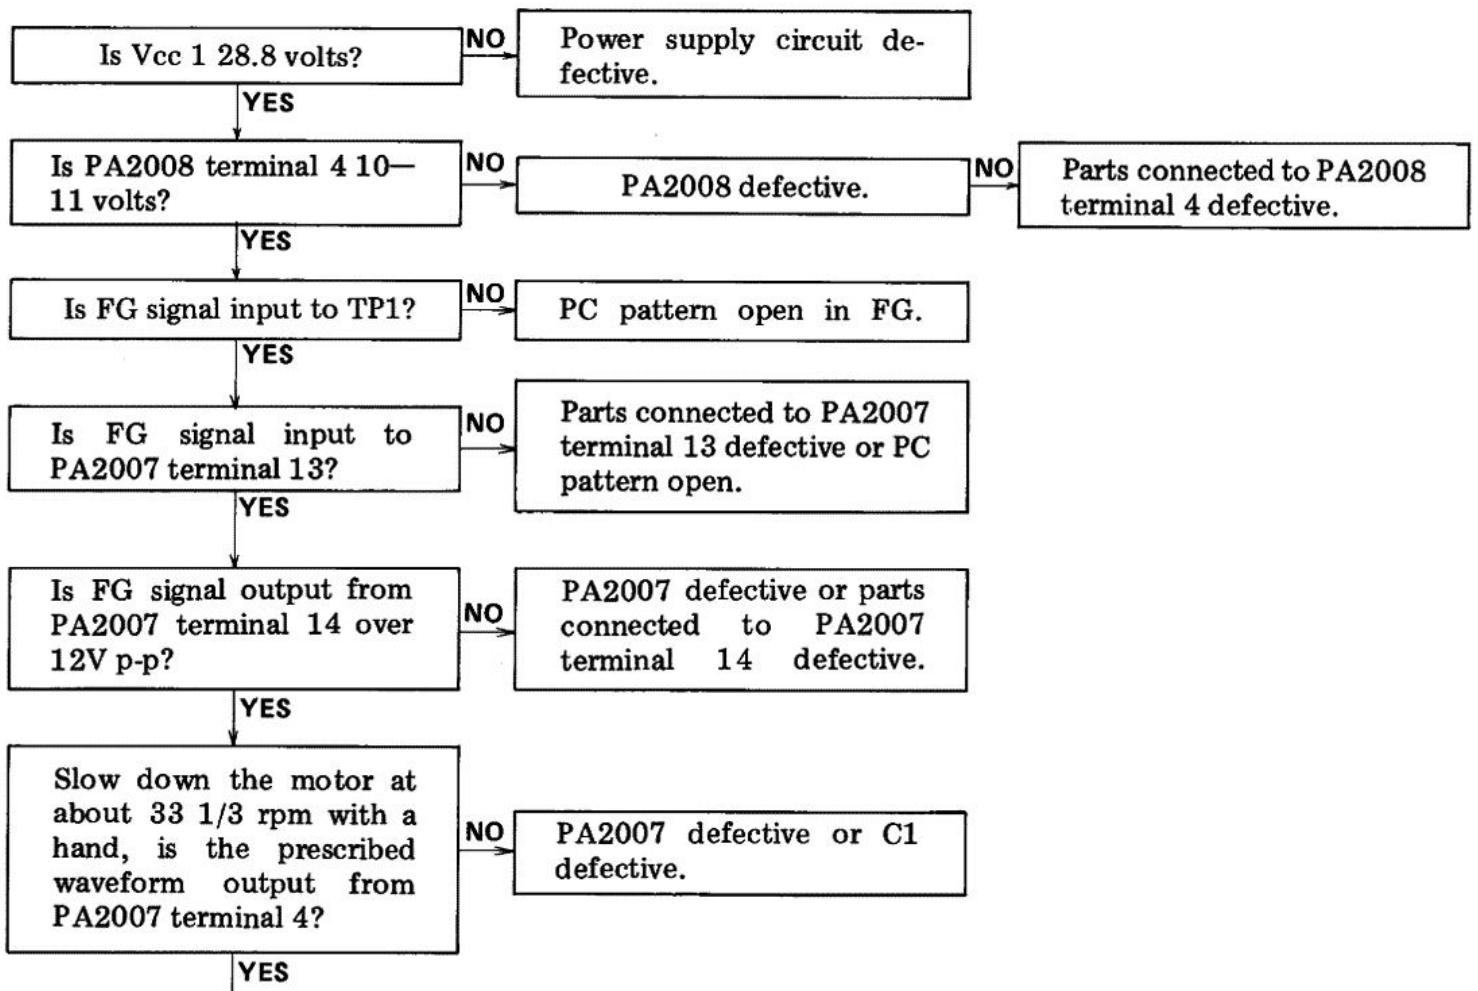 Is Vcc 1 28.8 volts?
NO
Power supply circuit de-
fective.
YES
Is PA2008 terminal 4 10—
11 volts?
NO
PA2008 defective.
NO
Parts connected to PA2008
terminal 4 defective.
YES
Is FG signal input to TP1?
NO
PC pattern open in FG.
YES
Is FG signal input to
PA2007 terminal 13?
NO
Parts connected to PA2007
terminal 13 defective or PC
pattern open.
YES
Is FG signal output from
PA2007 terminal 14 over
12V p-p?
NO
PA2007 defective or parts
connected to PA2007
terminal 14 defective.
YES
Slow down the motor at
about 33 1/3 rpm with a
hand, is the prescribed
waveform output from
PA2007 terminal 4?
NO
PA2007 defective or C1
defective.
YES